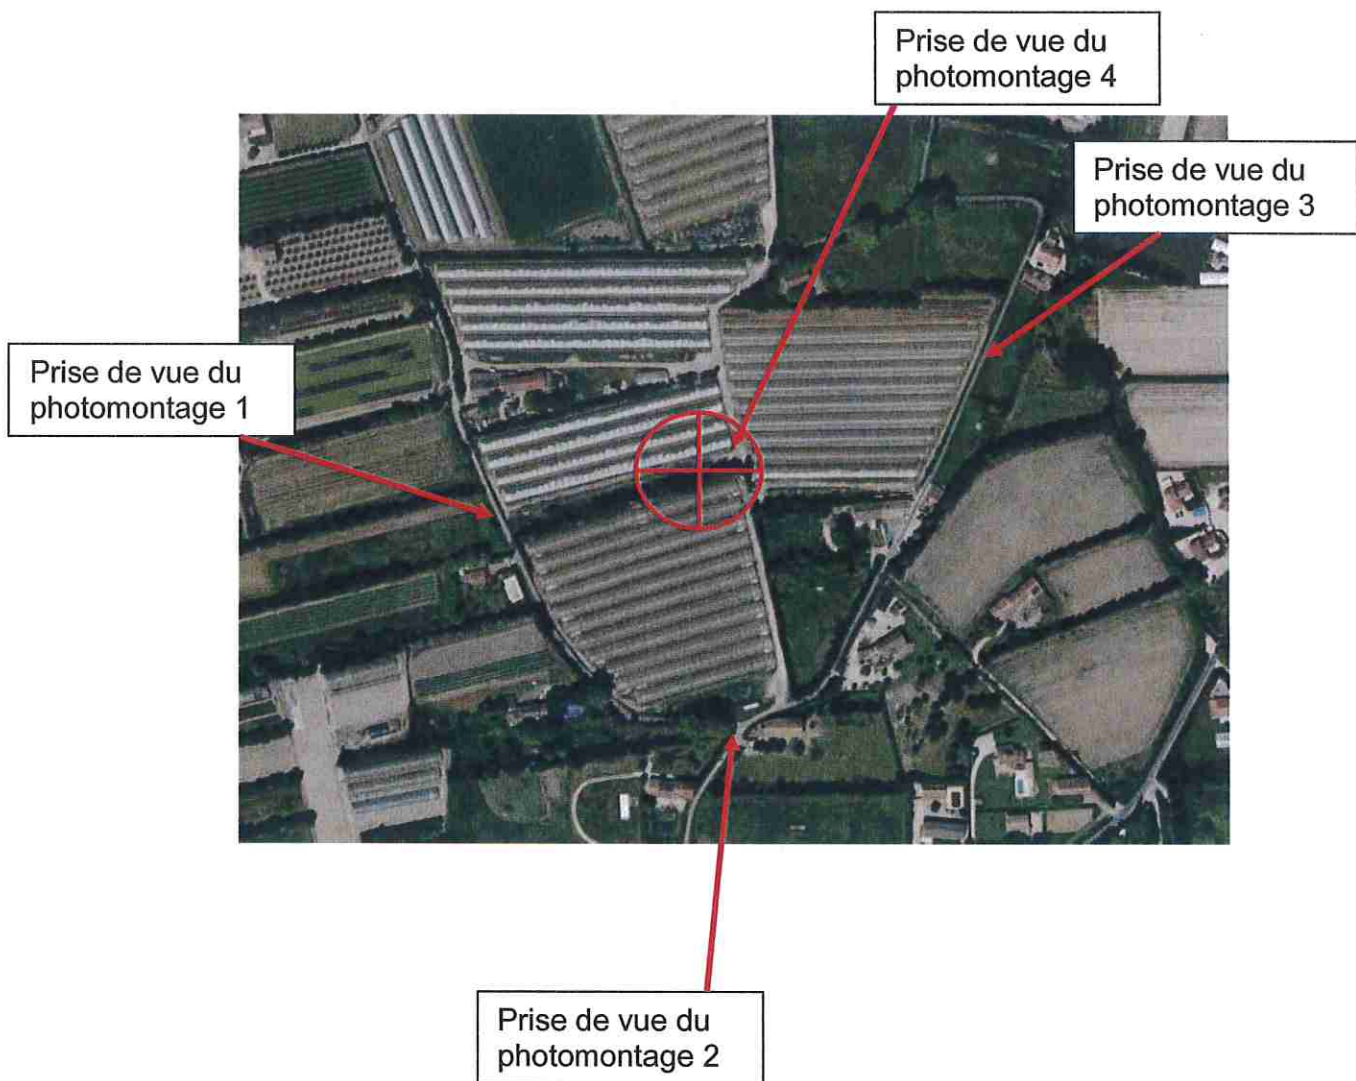 Prise de vue du
photomontage 4
Prise de vue du
photomontage 3
Prise de vue du
photomontage 1
Prise de vue du
photomontage 2